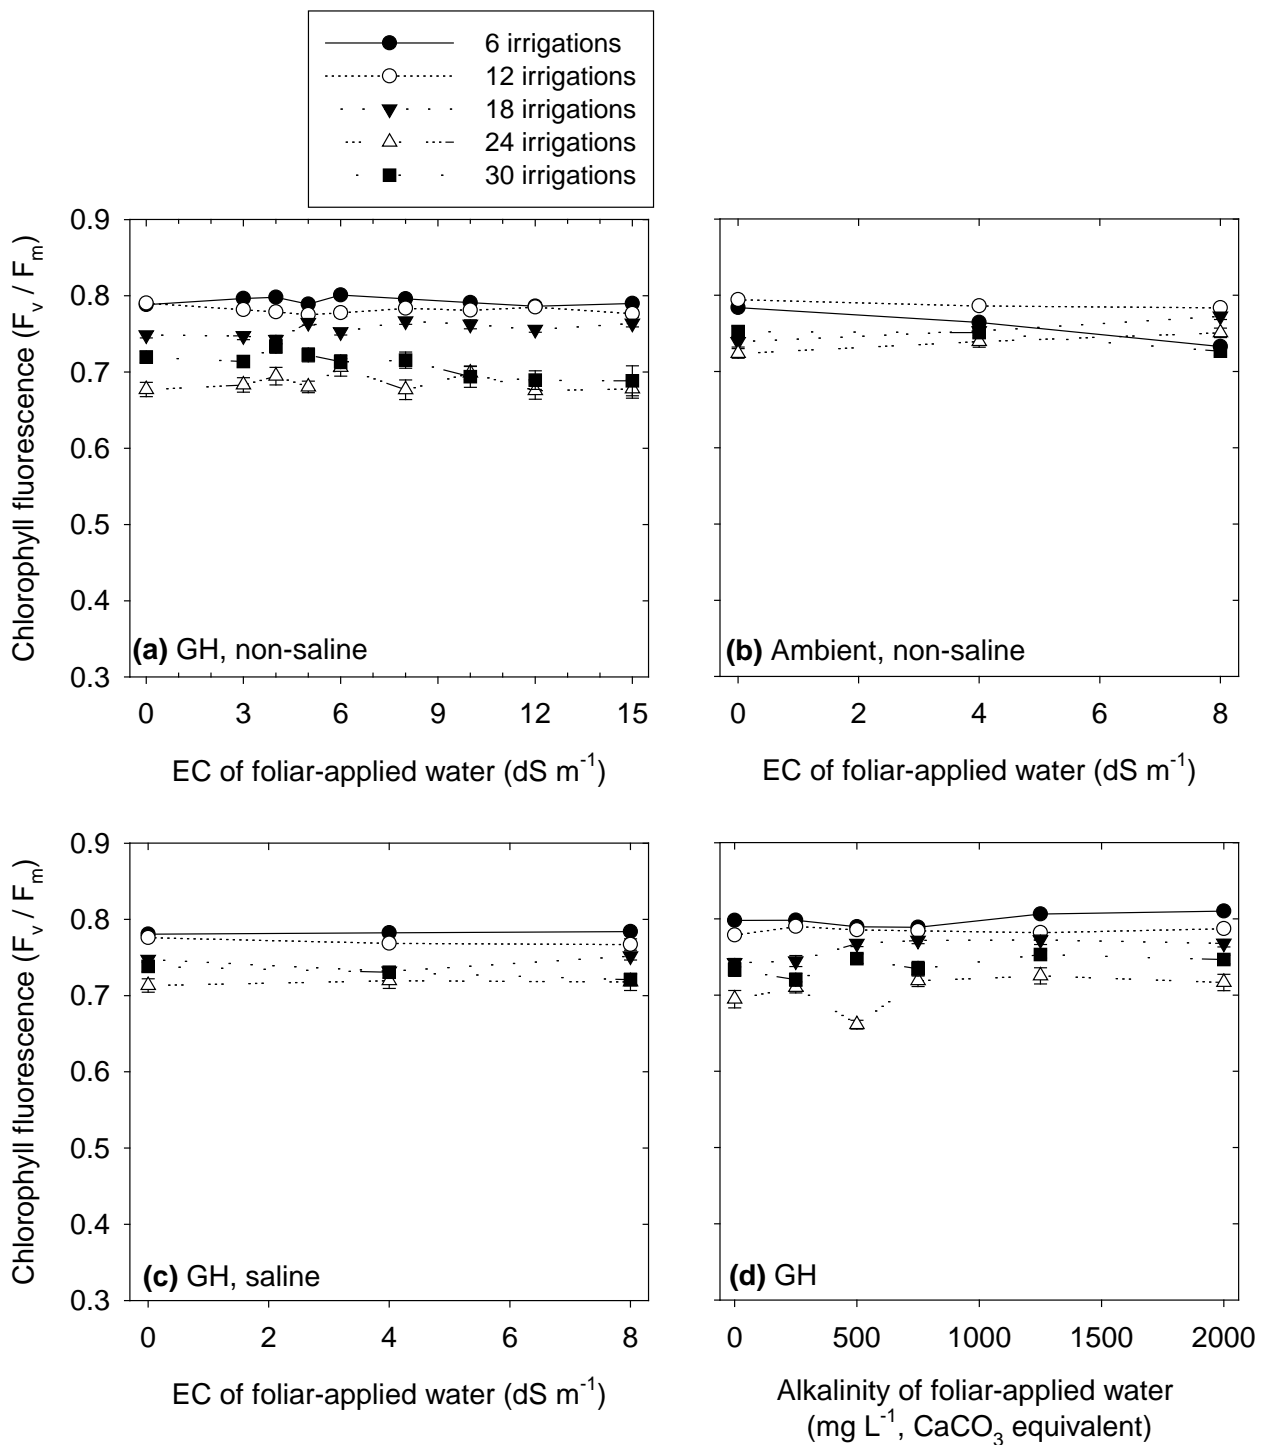 6 irrigations
12 irrigations
18 irrigations
24 irrigations
30 irrigations
Chlorophyll fluorescence (Fv / Fm)
0.9
0.8
0.7
0.6
0.5
0.4
0.3
(a) GH, non-saline
0 3 6 9 12 15
EC of foliar-applied water (dS m-1)
(b) Ambient, non-saline
0 2 4 6 8
EC of foliar-applied water (dS m-1)
Chlorophyll fluorescence (Fv / Fm)
0.9
0.8
0.7
0.6
0.5
0.4
0.3
(c) GH, saline
0 2 4 6 8
EC of foliar-applied water (dS m-1)
(d) GH
0 500 1000 1500 2000
Alkalinity of foliar-applied water
(mg L-1, CaCO3 equivalent)